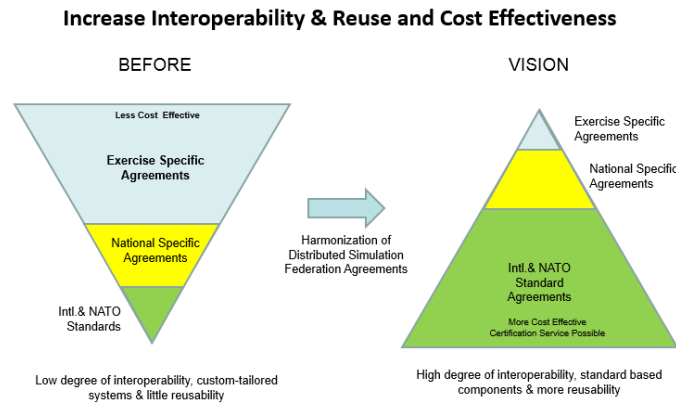 Increase Interoperability & Reuse and Cost Effectiveness
BEFORE
Less Cost Effective
Exercise Specific
Agreements
National Specific
Agreements
Intl.& NATO
Standards
Low degree of interoperability, custom-tailored
systems & little reusability
Harmonization of
Distributed Simulation
Federation Agreements
VISION
Exercise Specific
Agreements
National Specific
Agreements
Intl.& NATO
Standard
Agreements
More Cost Effective
Certification Service Possible
High degree of interoperability, standard based
components & more reusability